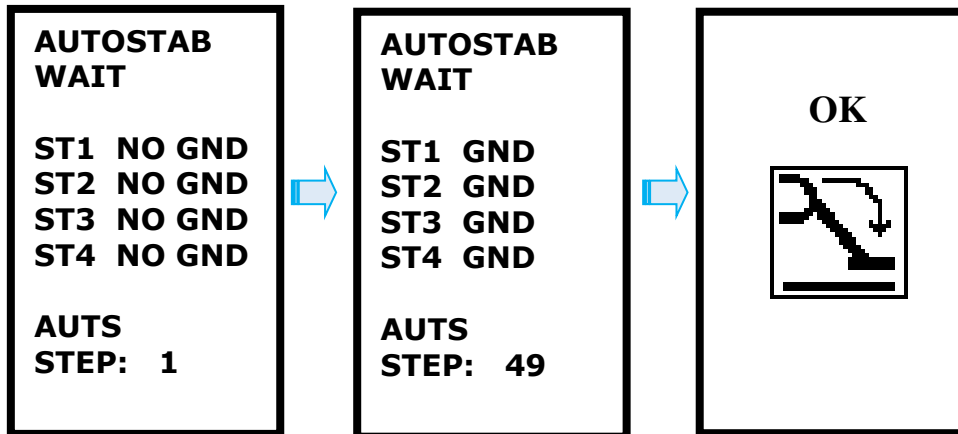 AUTOSTAB
WAIT
ST1 NO GND
ST2 NO GND
ST3 NO GND
ST4 NO GND
AUTS
STEP: 1
AUTOSTAB
WAIT
ST1 GND
ST2 GND
ST3 GND
ST4 GND
AUTS
STEP: 49
OK